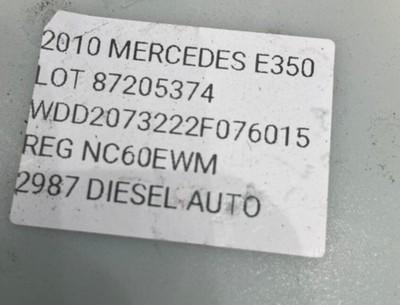 2010 MERCEDES E350
LOT 87205374
WDD2073222F076015
REG NC60EWM
2987 DIESEL AUTO